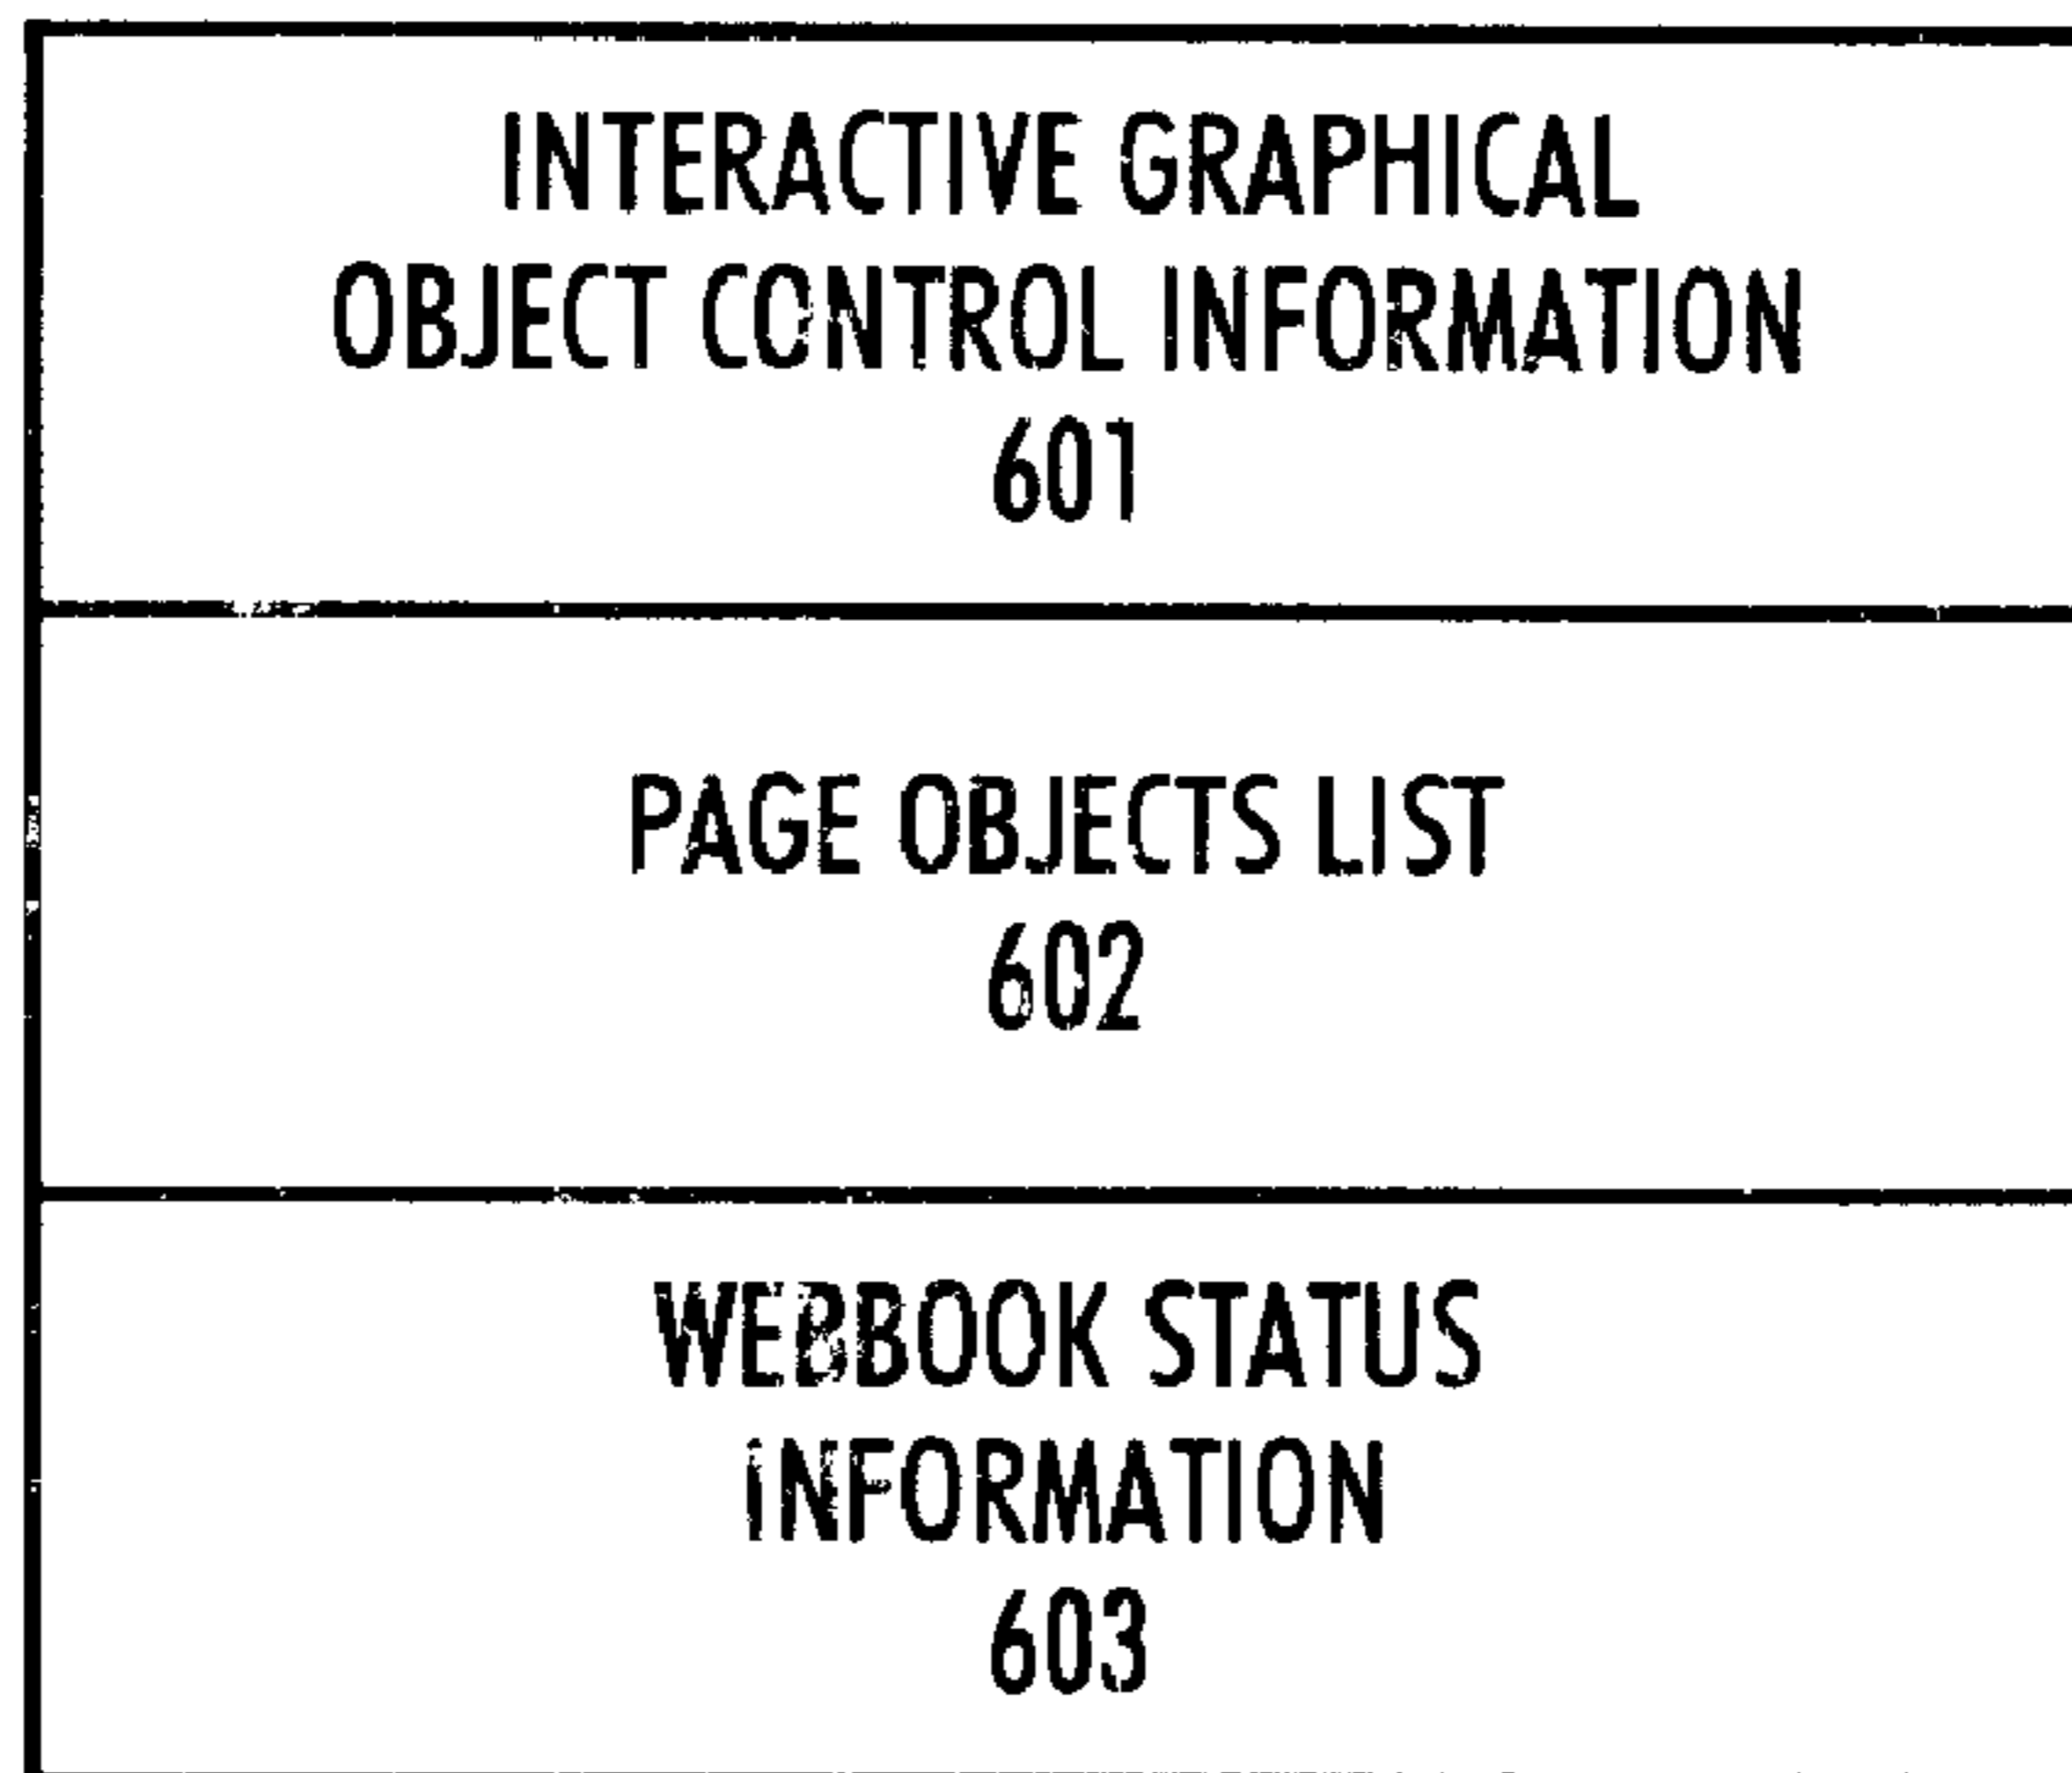 INTERACTIVE GRAPHICAL
OBJECT CONTROL INFORMATION
601
PAGE OBJECTS LIST
602
WEBBOOK STATUS
INFORMATION
603